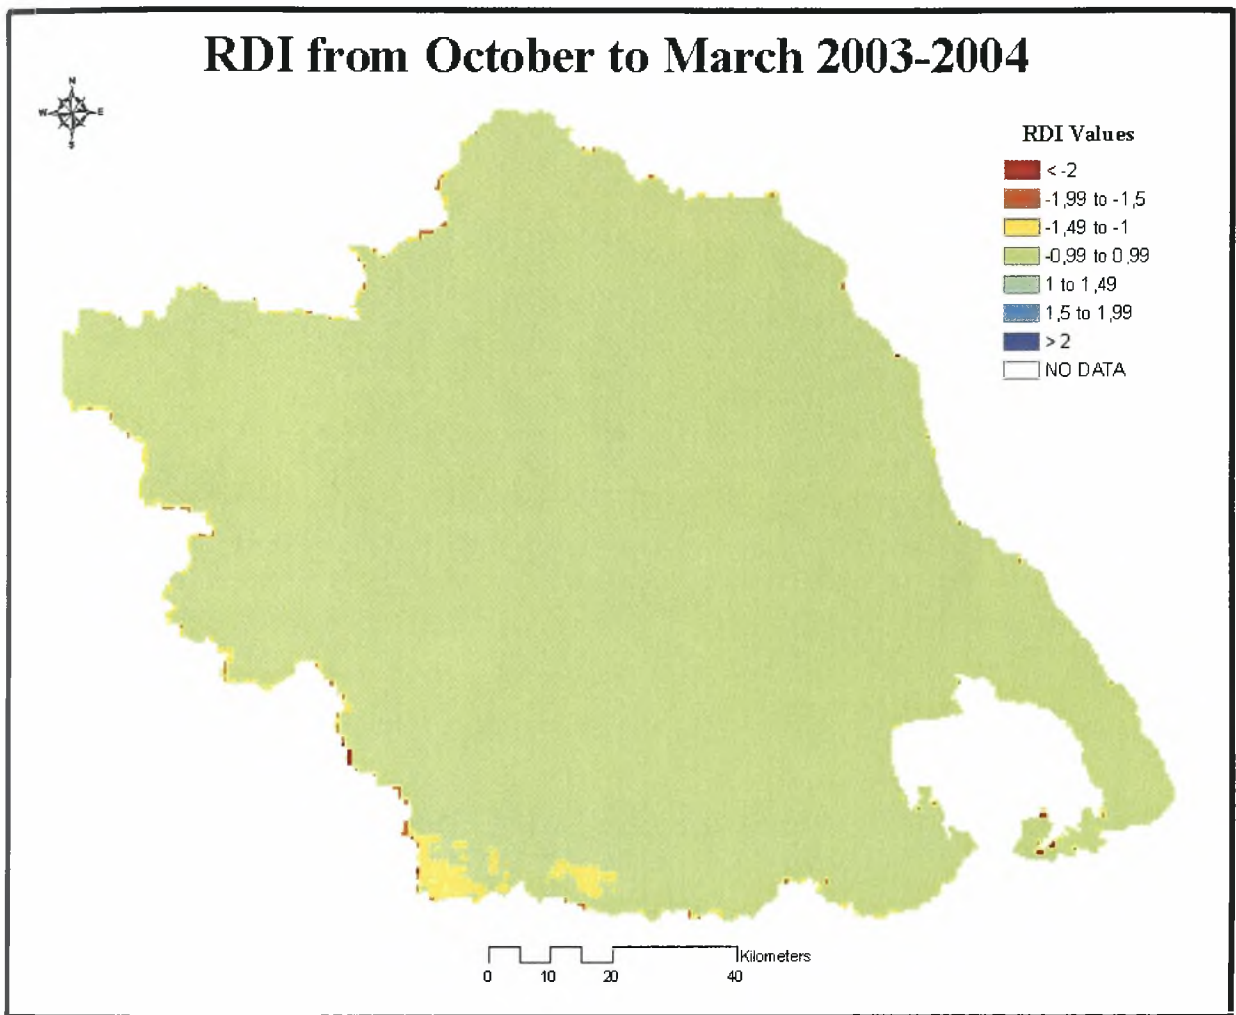 RDI from October to March 2003-2004
N
W E
S
RDI Values
< -2
-1,99 to -1,5
-1,49 to -1
-0,99 to 0,99
1 to 1,49
1,5 to 1,99
> 2
NO DATA
Kilometers
0 10 20 40